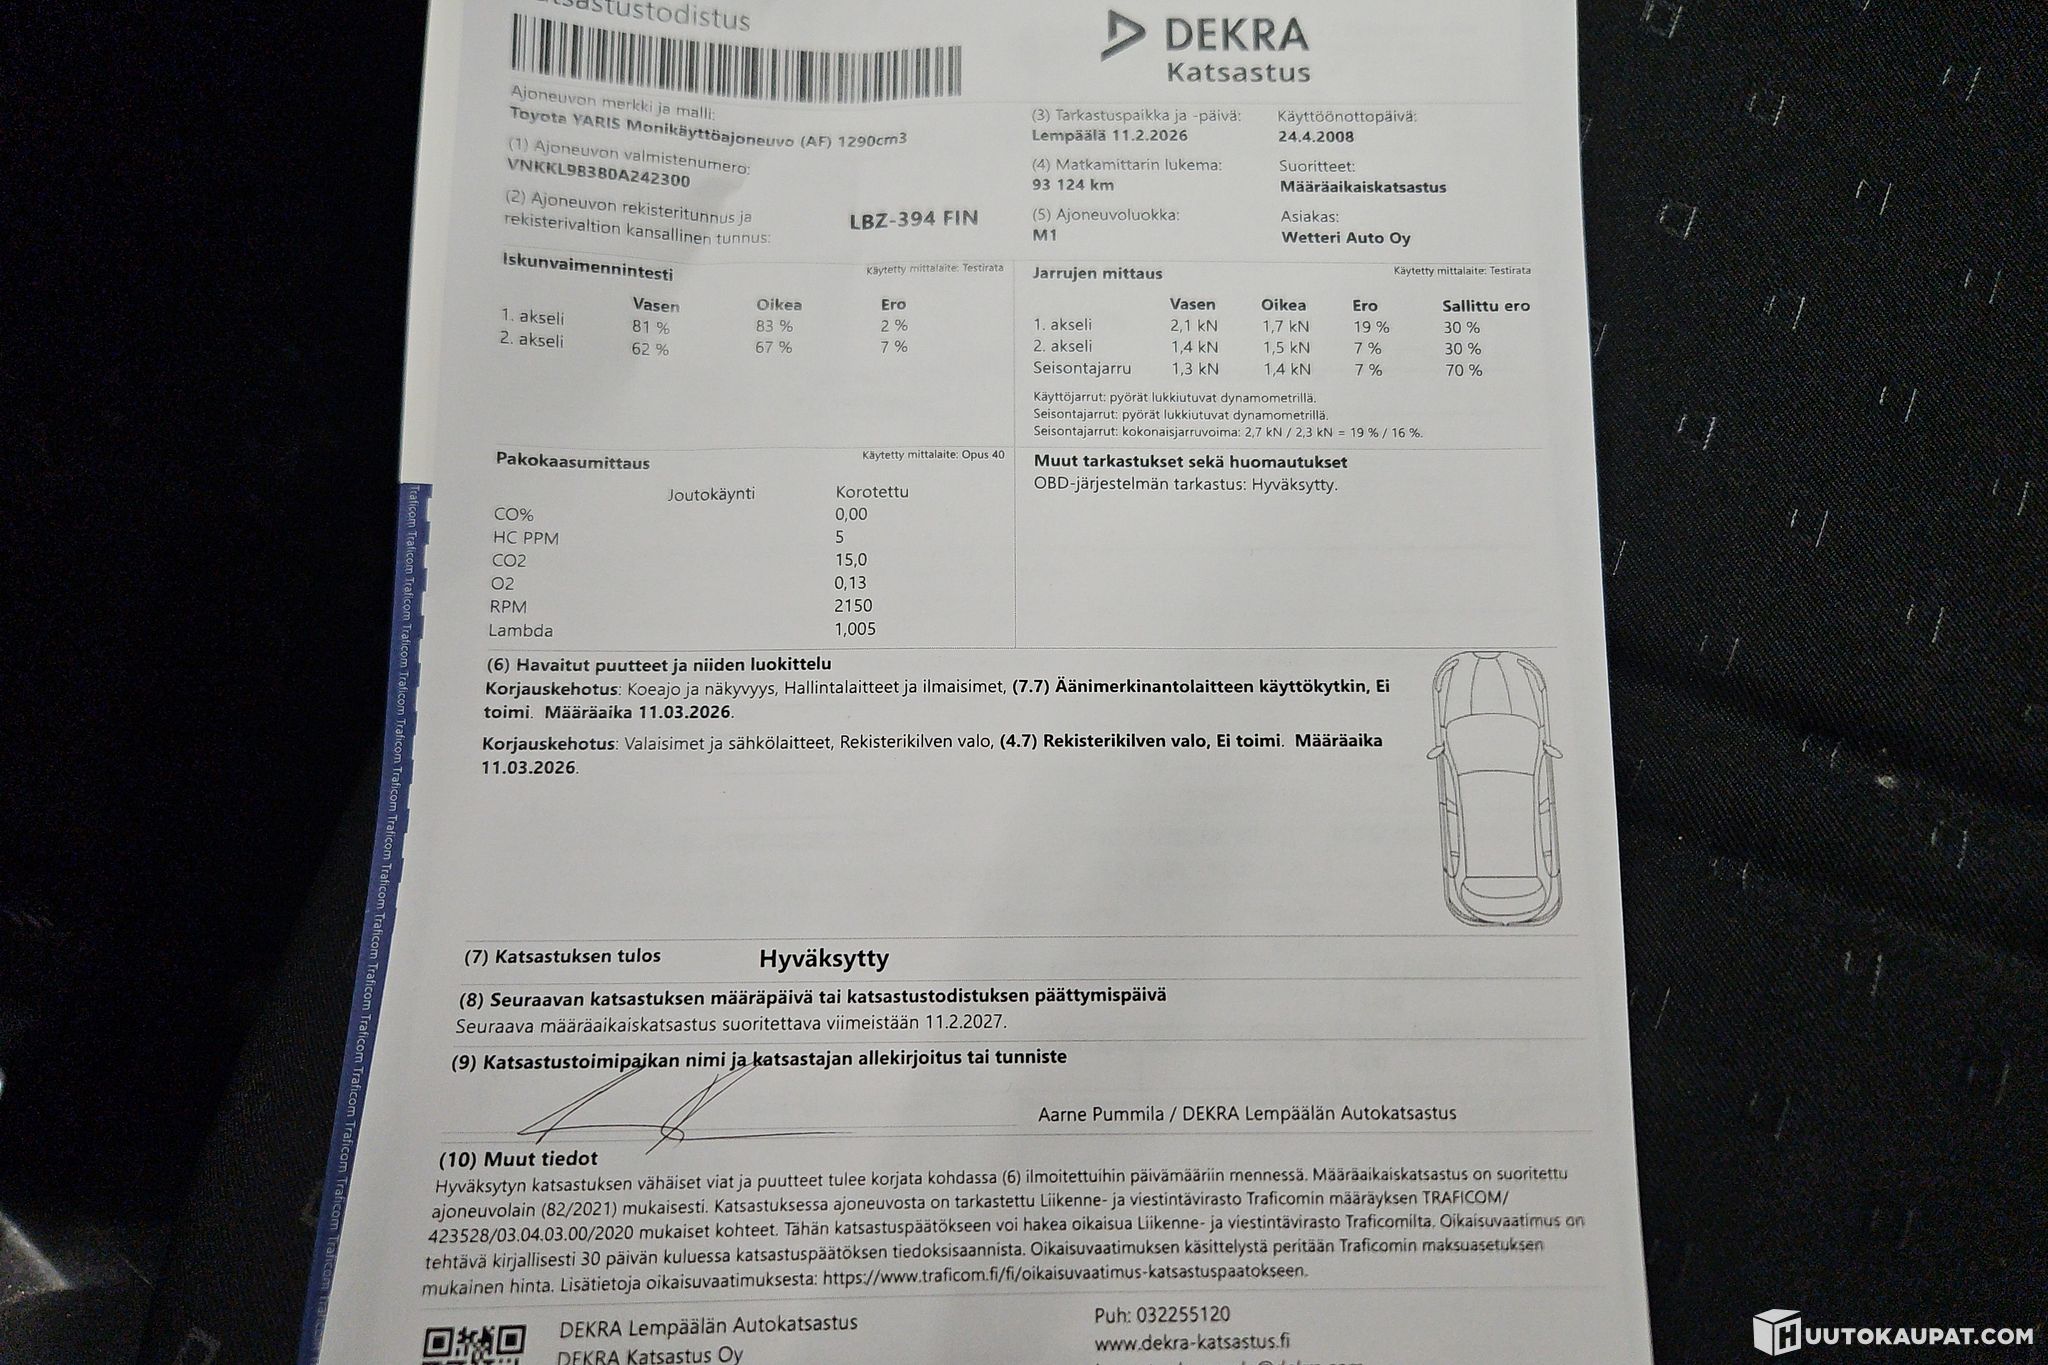 Katsastustodistus
DEKRA
Katsastus
Ajoneuvon merkki ja malli:
Toyota YARIS Monikäyttöajoneuvo (AF) 1290cm3
(1) Ajoneuvon valmistenumero:
VNKKL98380A242300
(2) Ajoneuvon rekisteritunnus ja
rekisterivaltion kansallinen tunnus:
LBZ-394 FIN
(3) Tarkastuspaikka ja -päivä:
Lempäälä 11.2.2026
Käyttöönottopäivä:
24.4.2008
(4) Matkamittarin lukema:
93 124 km
Suoritteet:
Määräaikaiskatsastus
(5) Ajoneuvoluokka:
M1
Asiakas:
Wetteri Auto Oy
Iskunvaimennintesti Käytetty mittalaite: Testirata
Vasen Oikea Ero
1. akseli 81 % 83 % 2 %
2. akseli 62 % 67 % 7 %
Jarrujen mittaus Käytetty mittalaite: Testirata
Vasen Oikea Ero Sallittu ero
1. akseli 2,1 kN 1,7 kN 19 % 30 %
2. akseli 1,4 kN 1,5 kN 7 % 30 %
Seisontajarru 1,3 kN 1,4 kN 7 % 70 %
Käyttöjarrut: pyörät lukkiutuvat dynamometrillä.
Seisontajarrut: pyörät lukkiutuvat dynamometrillä.
Seisontajarrut: kokonaisjarruvoima: 2,7 kN / 2,3 kN = 19 % / 16 %.
Pakokaasumittaus Käytetty mittalaite: Opus 40
Joutokäynti Korotettu
CO% 0,00
HC PPM 5
CO2 15,0
O2 0,13
RPM 2150
Lambda 1,005
Muut tarkastukset sekä huomautukset
OBD-järjestelmän tarkastus: Hyväksytty.
(6) Havaitut puutteet ja niiden luokittelu
Korjauskehotus: Koeajo ja näkyvyys, Hallintalaitteet ja ilmaisimet, (7.7) Äänimerkinantolaitteen käyttökytkin, Ei
toimi. Määräaika 11.03.2026.
Korjauskehotus: Valaisimet ja sähkölaitteet, Rekisterikilven valo, (4.7) Rekisterikilven valo, Ei toimi. Määräaika
11.03.2026.
(7) Katsastuksen tulos Hyväksytty
(8) Seuraavan katsastuksen määräpäivä tai katsastustodistuksen päättymispäivä
Seuraava määräaikaiskatsastus suoritettava viimeistään 11.2.2027.
(9) Katsastustoimipaikan nimi ja katsastajan allekirjoitus tai tunniste
Aarne Pummila / DEKRA Lempäälän Autokatsastus
(10) Muut tiedot
Hyväksytyn katsastuksen vähäiset viat ja puutteet tulee korjata kohdassa (6) ilmoitettuihin päivämääriin mennessä. Määräaikaiskatsastus on suoritettu
ajoneuvolain (82/2021) mukaisesti. Katsastuksessa ajoneuvosta on tarkastettu Liikenne- ja viestintävirasto Traficomin määräyksen TRAFICOM/
423528/03.04.03.00/2020 mukaiset kohteet. Tähän katsastuspäätökseen voi hakea oikaisua Liikenne- ja viestintävirasto Traficomilta. Oikaisuvaatimus on
tehtävä kirjallisesti 30 päivän kuluessa katsastuspäätöksen tiedoksisaannista. Oikaisuvaatimuksen käsittelystä peritään Traficomin maksuasetuksen
mukainen hinta. Lisätietoja oikaisuvaatimuksesta: https://www.traficom.fi/fi/oikaisuvaatimus-katsastuspaatokseen.
DEKRA Lempäälän Autokatsastus
DEKRA Katsastus Oy
Puh: 032255120
www.dekra-katsastus.fi
Traficom Traficom Traficom Traficom Traficom Traficom Traficom Traficom Traficom Traficom Traficom Traficom Traficom Traficom Traficom Traficom
HUUTOKAUPAT.COM